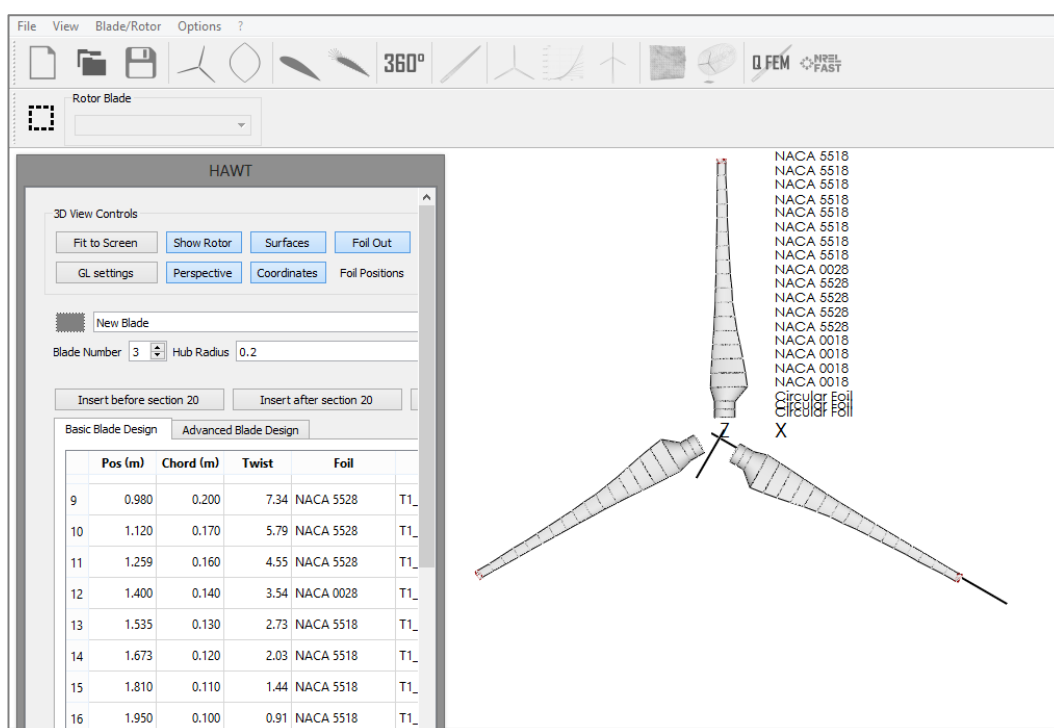 File View Blade/Rotor Options ?
360° Q FEM NREL FAST
Rotor Blade
HAWT
3D View Controls
Fit to Screen Show Rotor Surfaces Foil Out
GL settings Perspective Coordinates Foil Positions
New Blade
Blade Number 3 Hub Radius 0.2
Insert before section 20 Insert after section 20
Basic Blade Design Advanced Blade Design
Pos (m) Chord (m) Twist Foil
9 0.980 0.200 7.34 NACA 5528 T1_
10 1.120 0.170 5.79 NACA 5528 T1_
11 1.259 0.160 4.55 NACA 5528 T1_
12 1.400 0.140 3.54 NACA 0028 T1_
13 1.535 0.130 2.73 NACA 5518 T1_
14 1.673 0.120 2.03 NACA 5518 T1_
15 1.810 0.110 1.44 NACA 5518 T1_
16 1.950 0.100 0.91 NACA 5518 T1_
NACA 5518
NACA 5518
NACA 5518
NACA 5518
NACA 5518
NACA 5518
NACA 5518
NACA 5518
NACA 0028
NACA 5528
NACA 5528
NACA 5528
NACA 5528
NACA 0018
NACA 0018
NACA 0018
NACA 0018
Circular Foil
Circular Foil
Z X